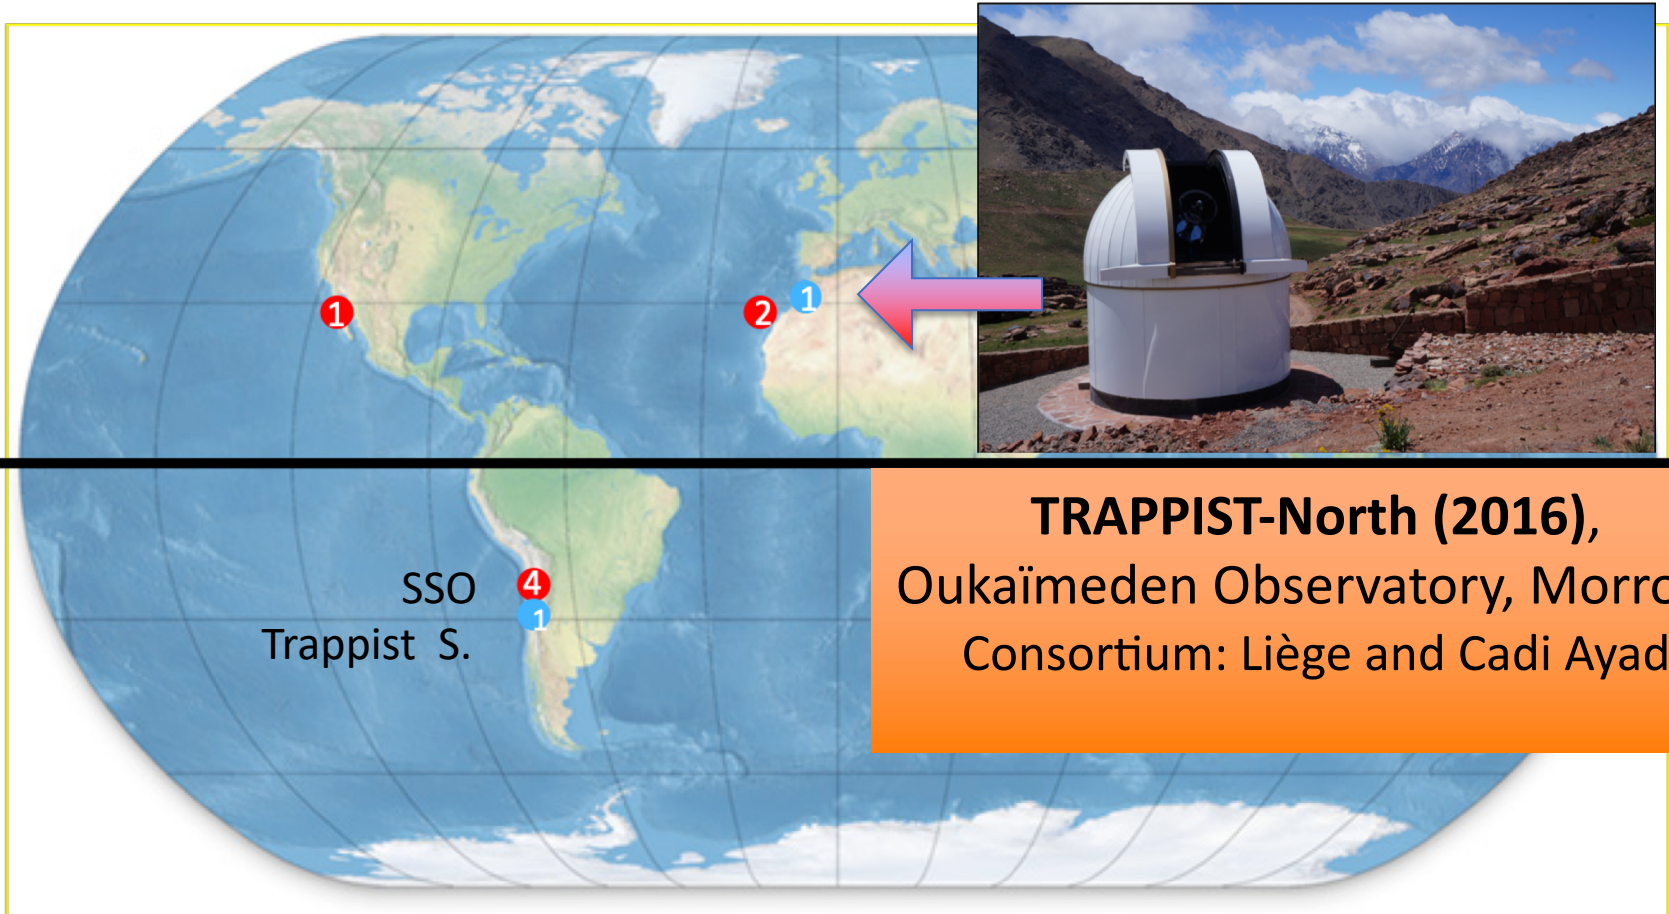 1
2
1
TRAPPIST-North (2016),
Oukaïmeden Observatory, Morro
Consortium: Liège and Cadi Ayad
SSO
4
1
Trappist S.